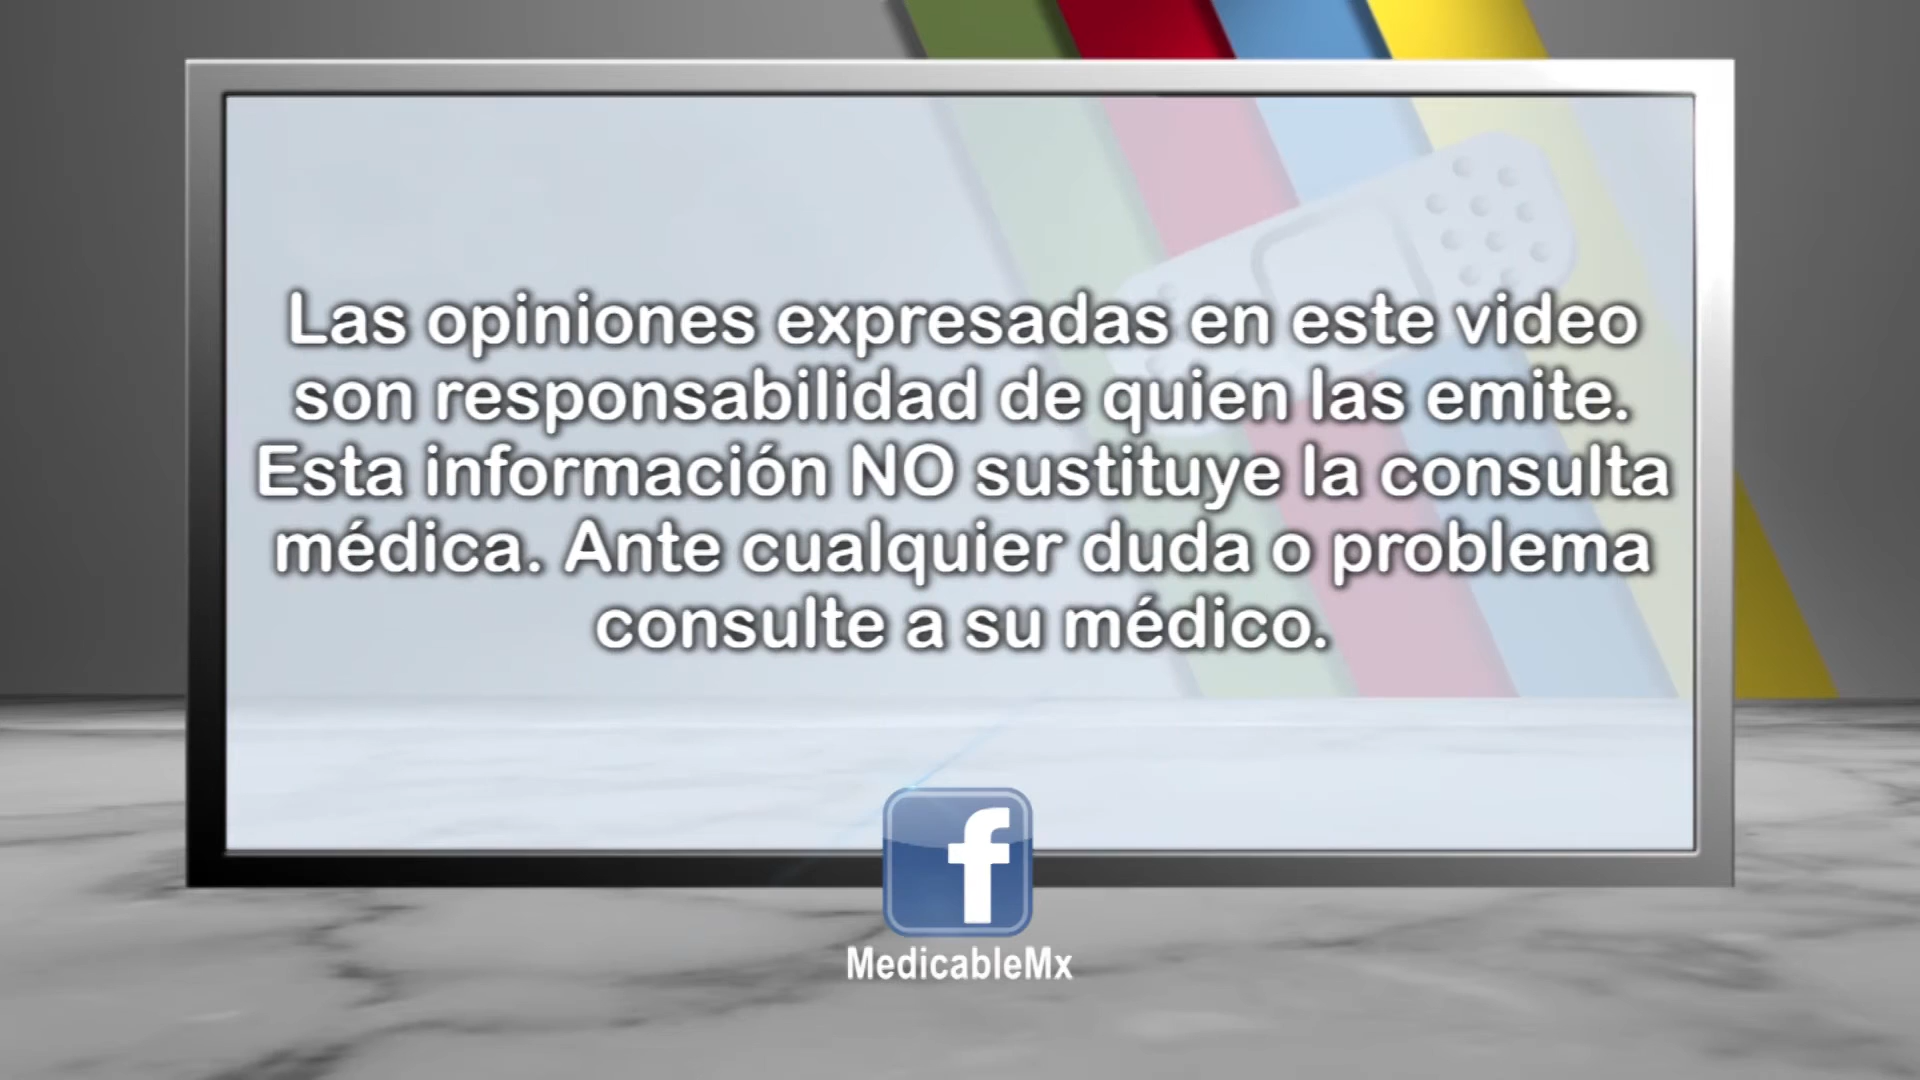 Las opiniones expresadas en este video
son responsabilidad de quien las emite.
Esta información NO sustituye la consulta
médica. Ante cualquier duda o problema
consulte a su médico.
f
MedicableMx